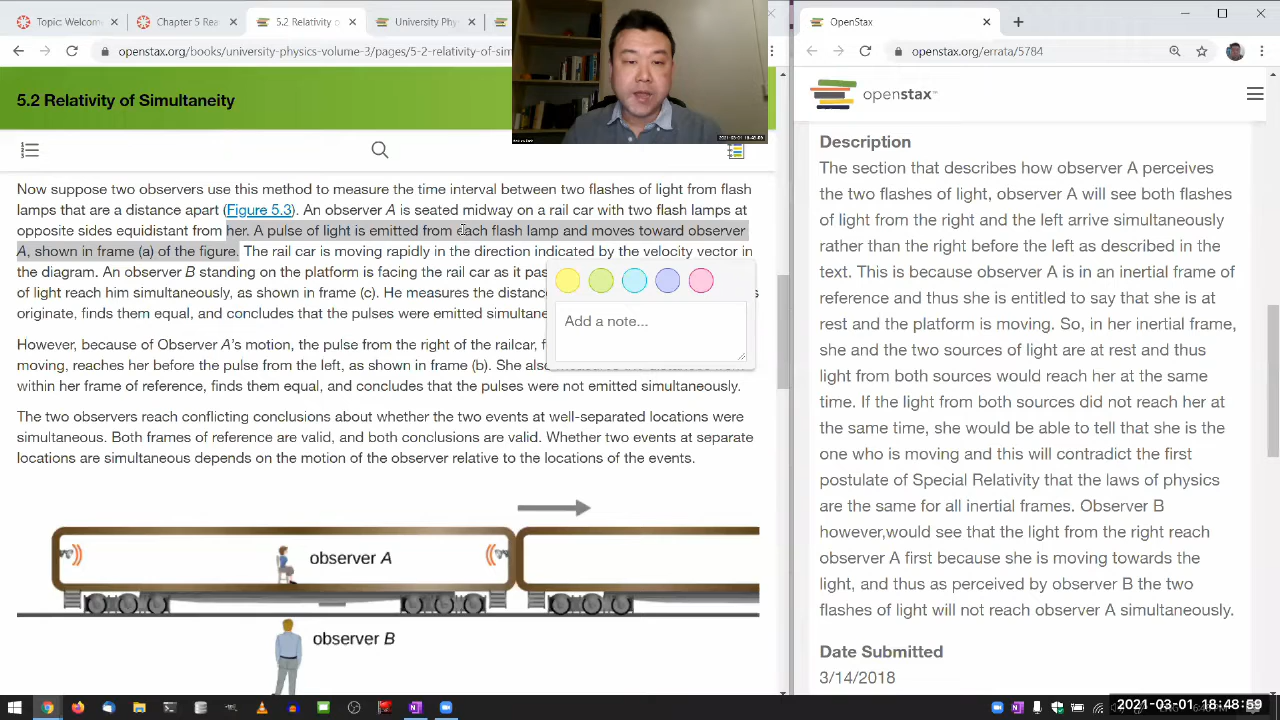 Topic Welcome
Chapter 5 Rea
5.2 Relativity o
University Phy
OpenStax
openstax.org/books/university-physics-volume-3/pages/5-2-relativity-of-sim
openstax.org/errata/5784
5.2 Relativity of Simultaneity
openstax™
Now suppose two observers use this method to measure the time interval between two flashes of light from flash
lamps that are a distance apart (Figure 5.3). An observer A is seated midway on a rail car with two flash lamps at
opposite sides equidistant from her. A pulse of light is emitted from each flash lamp and moves toward observer
A, shown in frame (a) of the figure. The rail car is moving rapidly in the direction indicated by the velocity vector in
the diagram. An observer B standing on the platform is facing the rail car as it pas
of light reach him simultaneously, as shown in frame (c). He measures the distanc
originate, finds them equal, and concludes that the pulses were emitted simultane
Add a note...
However, because of Observer A's motion, the pulse from the right of the railcar, f
moving, reaches her before the pulse from the left, as shown in frame (b). She als
within her frame of reference, finds them equal, and concludes that the pulses were not emitted simultaneously.
The two observers reach conflicting conclusions about whether the two events at well-separated locations were
simultaneous. Both frames of reference are valid, and both conclusions are valid. Whether two events at separate
locations are simultaneous depends on the motion of the observer relative to the locations of the events.
observer A
observer B
Description
The section that describes how observer A perceives
the two flashes of light, observer A will see both flashes
of light from the right and the left arrive simultaneously
rather than the right before the left as described in the
text. This is because observer A is in an inertial frame of
reference and thus she is entitled to say that she is at
rest and the platform is moving. So, in her inertial frame,
she and the two sources of light are at rest and thus
light from both sources would reach her at the same
time. If the light from both sources did not reach her at
the same time, she would be able to tell that she is the
one who is moving and this will contradict the first
postulate of Special Relativity that the laws of physics
are the same for all inertial frames. Observer B
however,would see that the light from the right reach
observer A first because she is moving towards the
light, and thus as perceived by observer B the two
flashes of light will not reach observer A simultaneously.
Date Submitted
3/14/2018
2021-03-01 18:48:59
2021-03-01 18:48:59